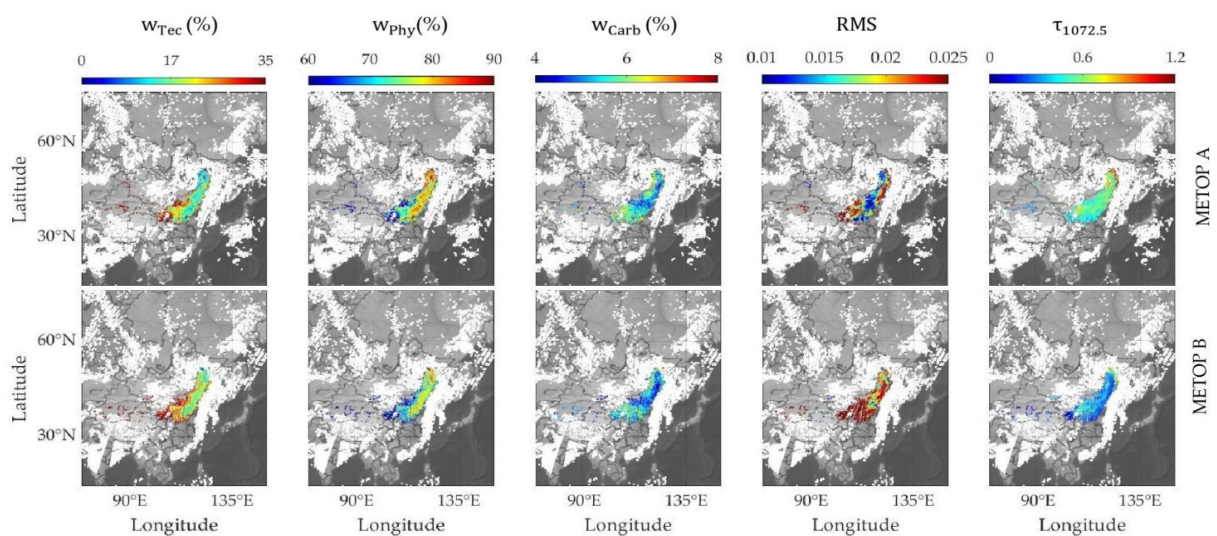 w_Tec (%) w_Phy(%) w_Carb (%) RMS τ_1072.5
0 17 35 60 70 80 90 4 6 8 0.01 0.015 0.02 0.025 0 0.6 1.2
60°N
Latitude
30°N
METOP A
60°N
Latitude
30°N
METOP B
90°E 135°E 90°E 135°E 90°E 135°E 90°E 135°E 90°E 135°E
Longitude Longitude Longitude Longitude Longitude